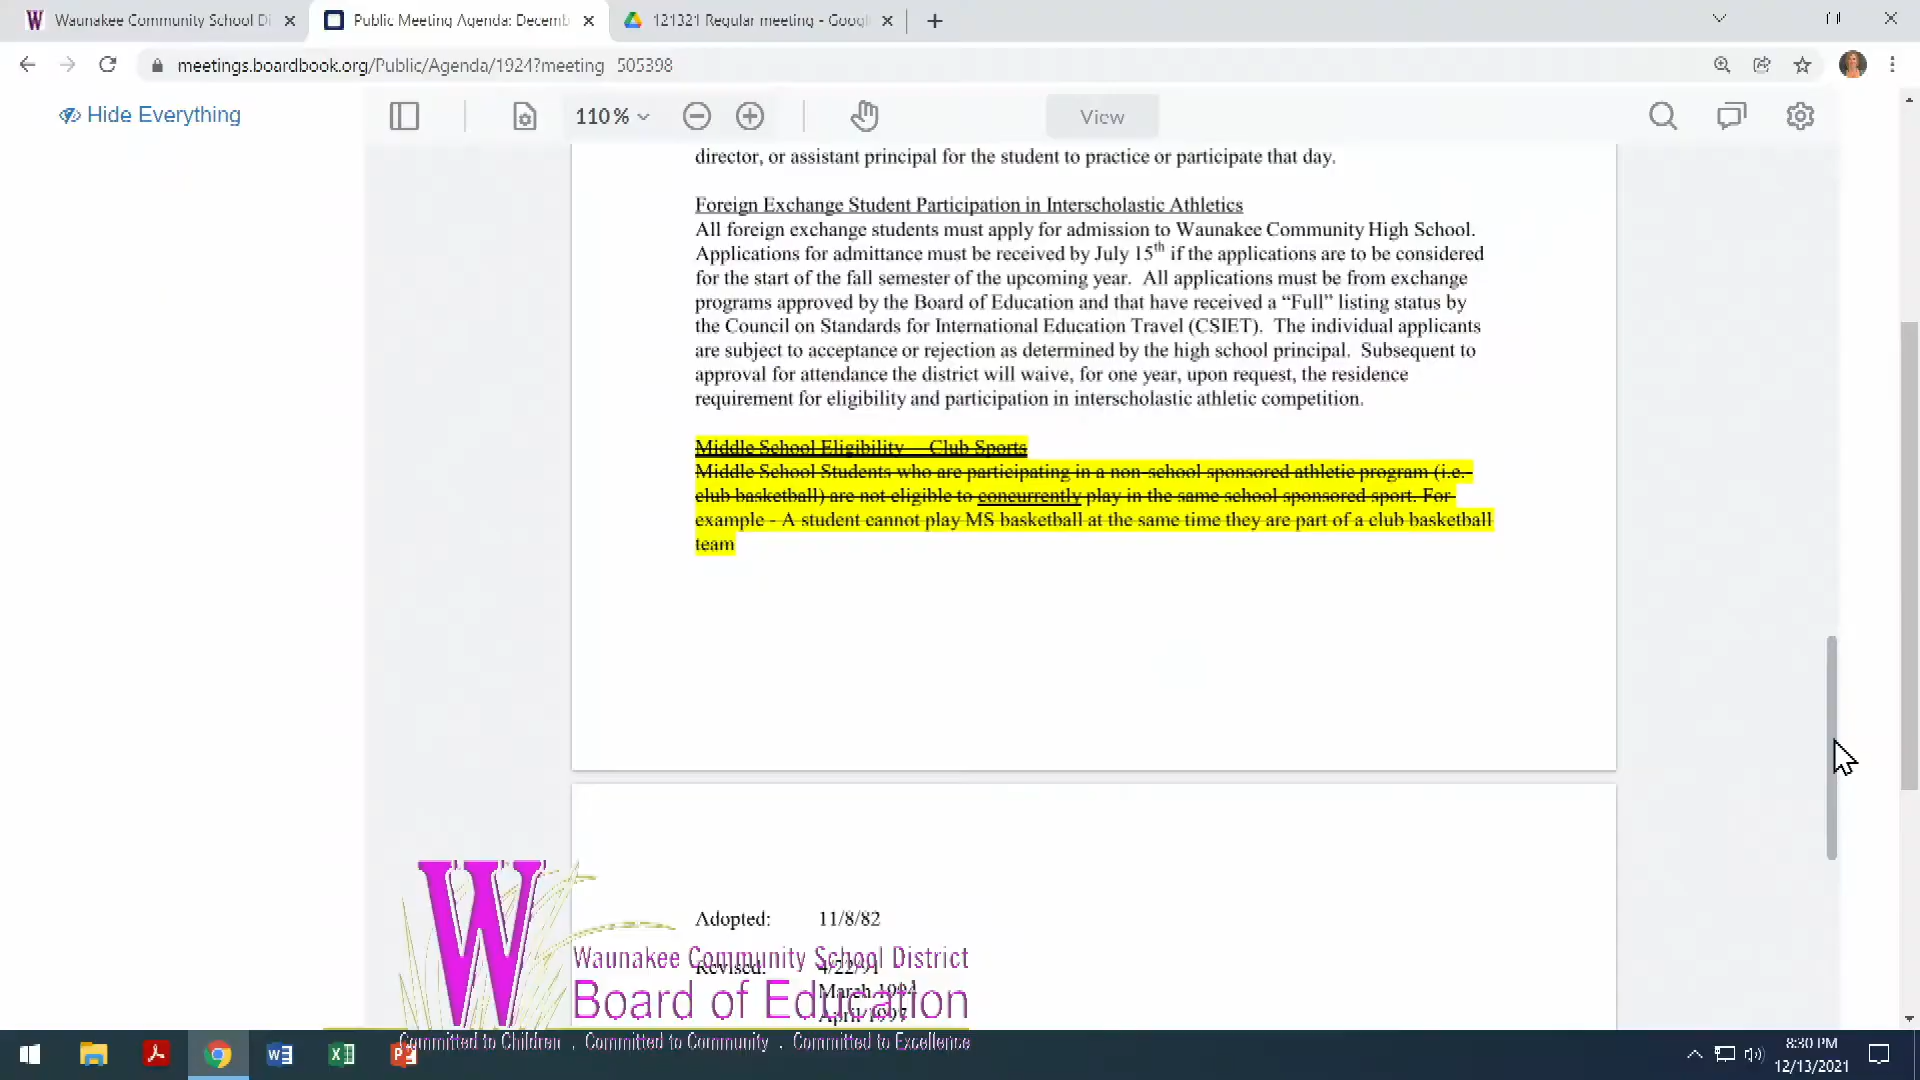 Waunakee Community School Di
Public Meeting Agenda: Decemb
121321 Regular meeting - Googl
meetings.boardbook.org/Public/Agenda/1924?meeting 505398
Hide Everything
110%
View
director, or assistant principal for the student to practice or participate that day.
Foreign Exchange Student Participation in Interscholastic Athletics
All foreign exchange students must apply for admission to Waunakee Community High School.
Applications for admittance must be received by July 15th if the applications are to be considered
for the start of the fall semester of the upcoming year. All applications must be from exchange
programs approved by the Board of Education and that have received a “Full” listing status by
the Council on Standards for International Education Travel (CSIET). The individual applicants
are subject to acceptance or rejection as determined by the high school principal. Subsequent to
approval for attendance the district will waive, for one year, upon request, the residence
requirement for eligibility and participation in interscholastic athletic competition.
Middle School Eligibility – Club Sports
Middle School Students who are participating in a non-school sponsored athletic program (i.e.
club basketball) are not eligible to concurrently play in the same school sponsored sport. For
example - A student cannot play MS basketball at the same time they are part of a club basketball
team
Adopted: 11/8/82
Revised: 4/22/91
March 1994
April 1997
W
Waunakee Community School District
Board of Education
Committed to Children . Committed to Community . Committed to Excellence
8:30 PM
12/13/2021